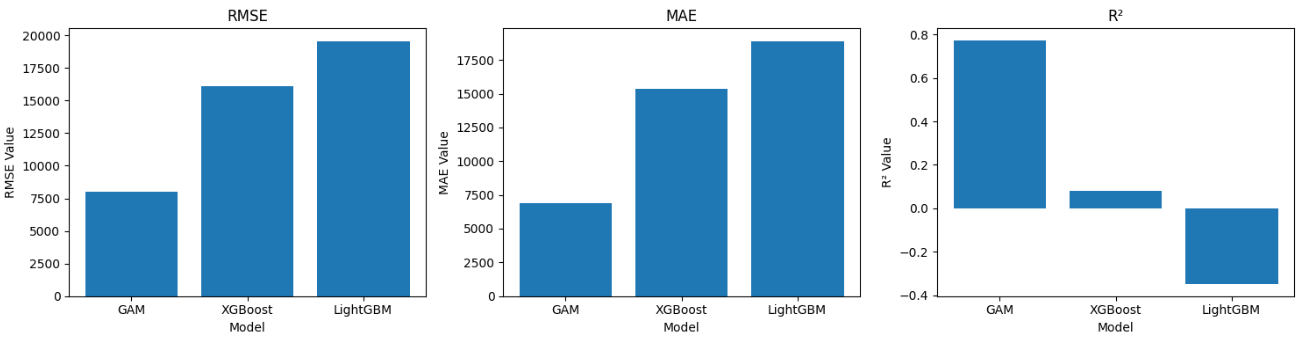 RMSE
RMSE Value
20000
17500
15000
12500
10000
7500
5000
2500
0
GAM XGBoost LightGBM
Model
MAE
MAE Value
17500
15000
12500
10000
7500
5000
2500
0
GAM XGBoost LightGBM
Model
R²
R² Value
0.8
0.6
0.4
0.2
0.0
−0.2
−0.4
GAM XGBoost LightGBM
Model